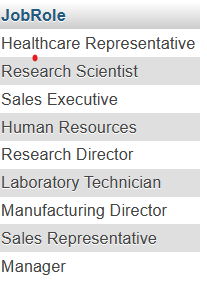 JobRole
Healthcare Representative
Research Scientist
Sales Executive
Human Resources
Research Director
Laboratory Technician
Manufacturing Director
Sales Representative
Manager